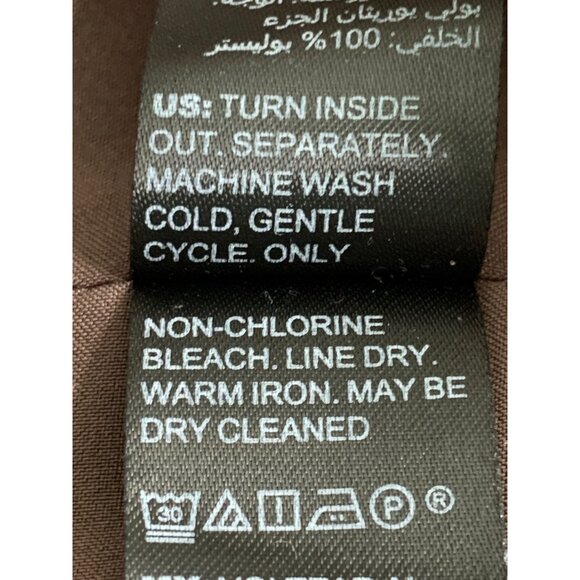 بولي يوريثان الجزء
الخلفي: 100% بوليستر
US: TURN INSIDE
OUT. SEPARATELY.
MACHINE WASH
COLD, GENTLE
CYCLE. ONLY
NON-CHLORINE
BLEACH. LINE DRY.
WARM IRON. MAY BE
DRY CLEANED
30 P ®